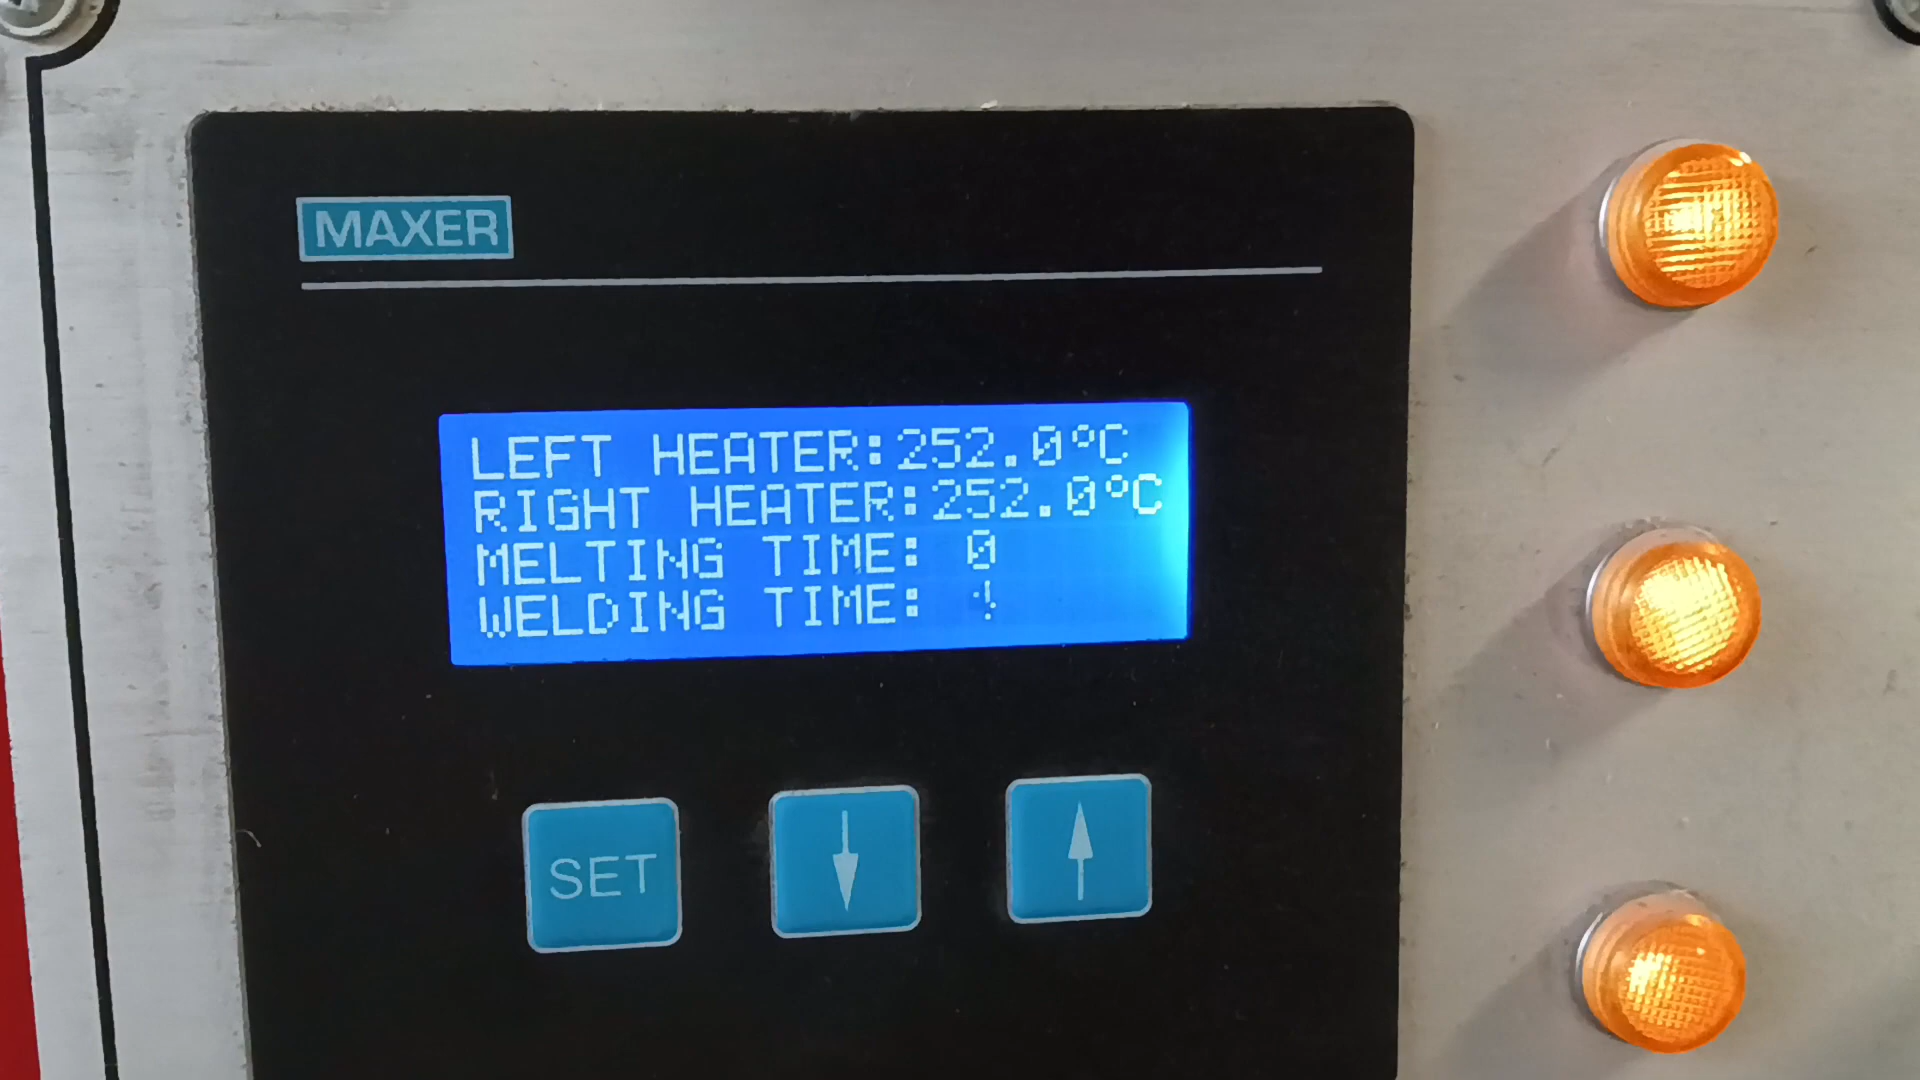 MAXER
LEFT HEATER:252.0°C
RIGHT HEATER:252.0°C
MELTING TIME: 0
WELDING TIME:
SET